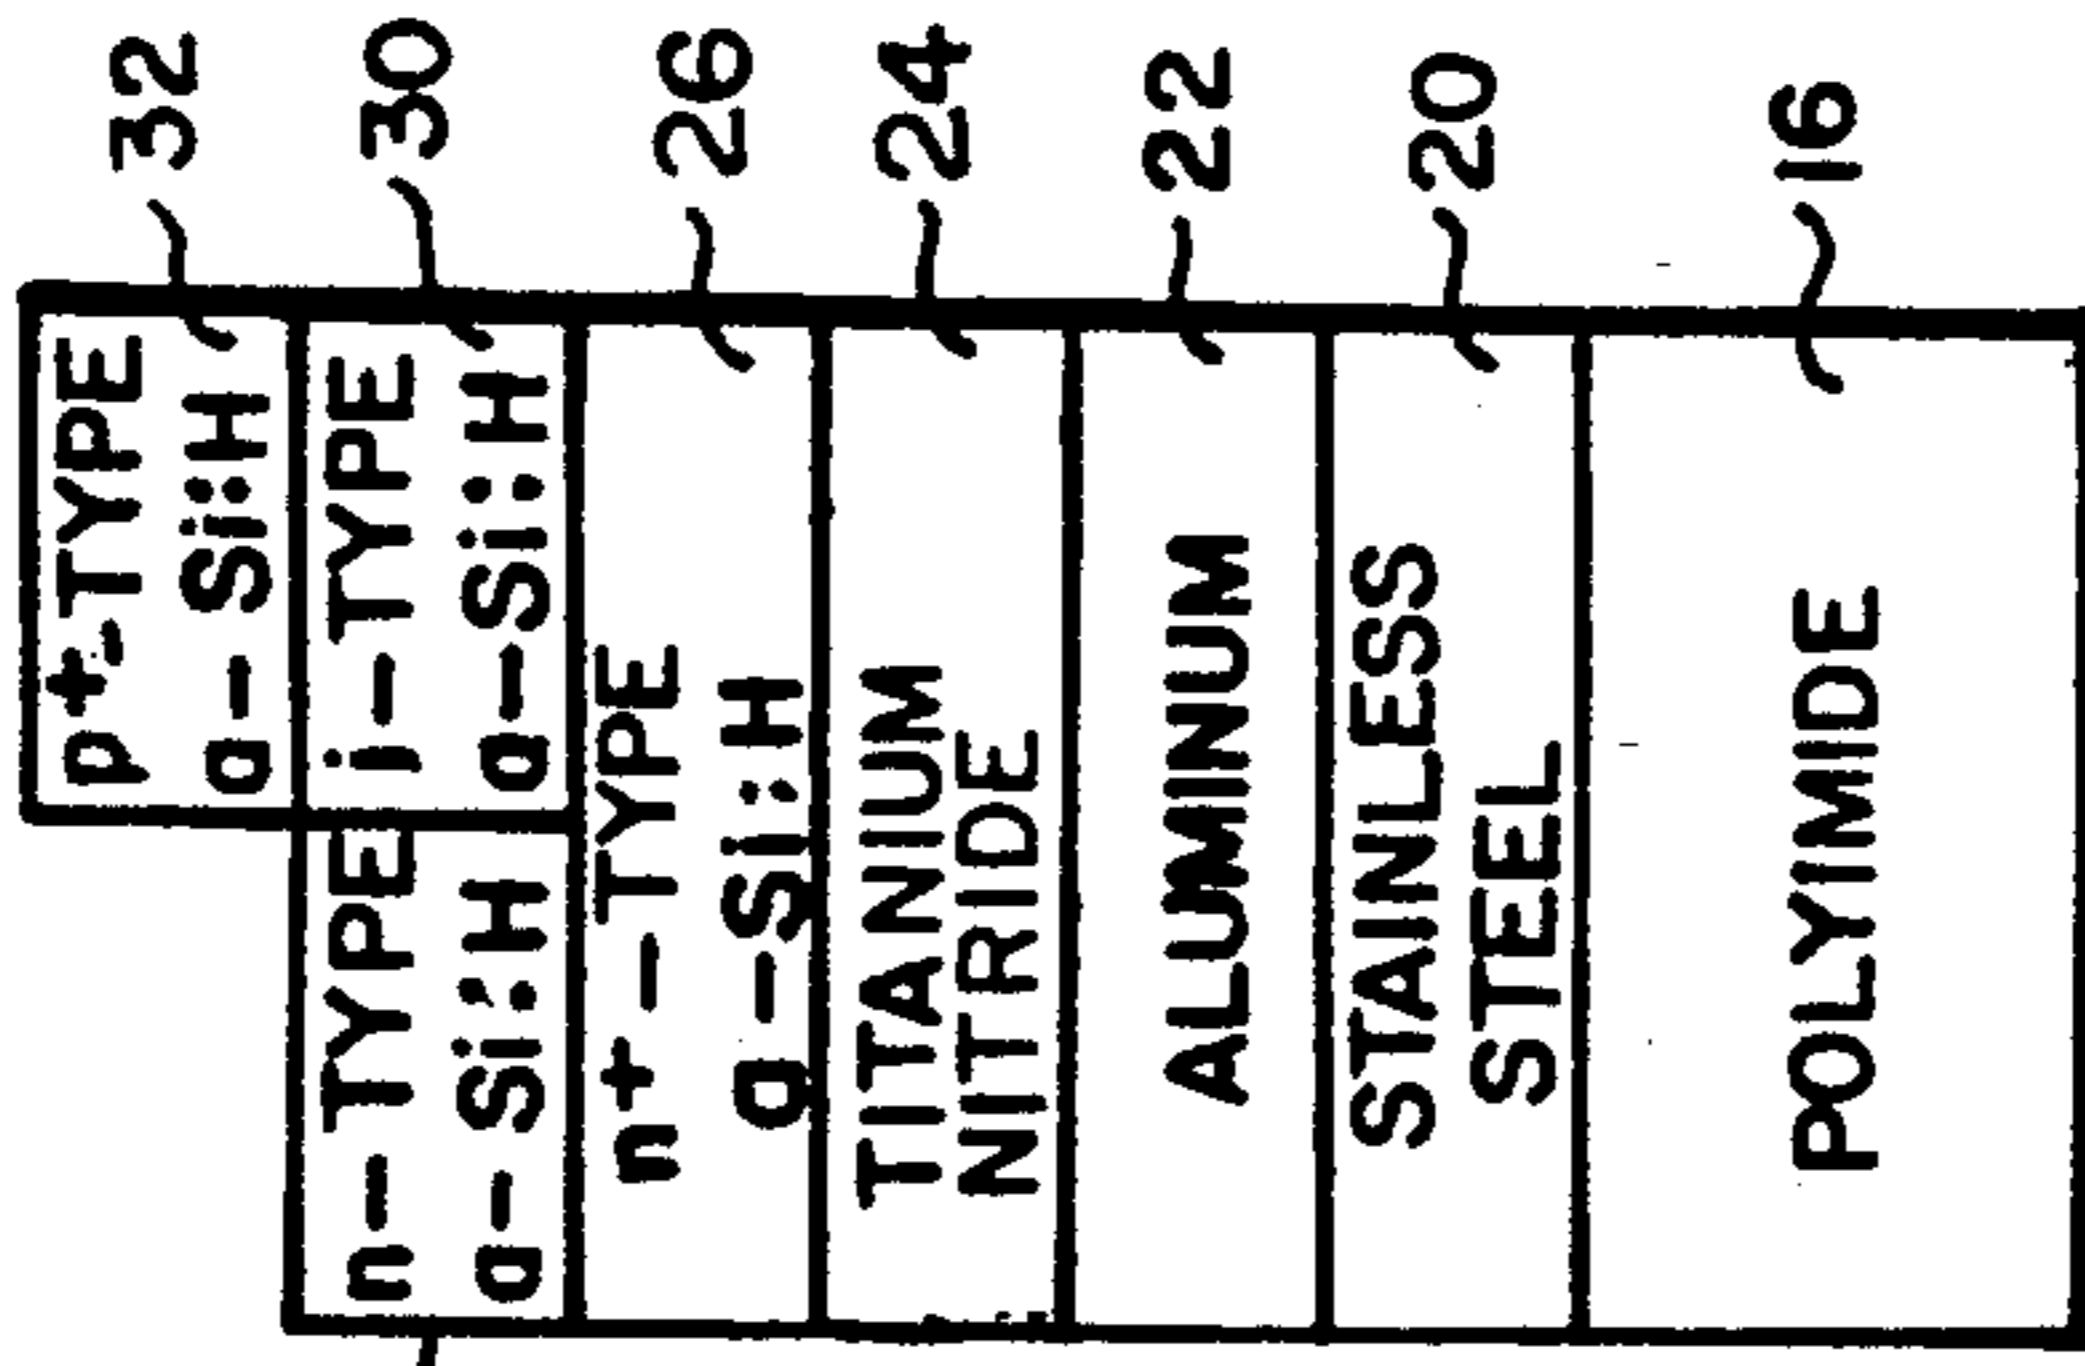 p+-TYPE
a-Si:H
32
n-TYPE
a-Si:H
i-TYPE
a-Si:H
30
n+-TYPE
a-Si:H
26
TITANIUM
NITRIDE
24
ALUMINUM
22
STAINLESS
STEEL
20
POLYIMIDE
16